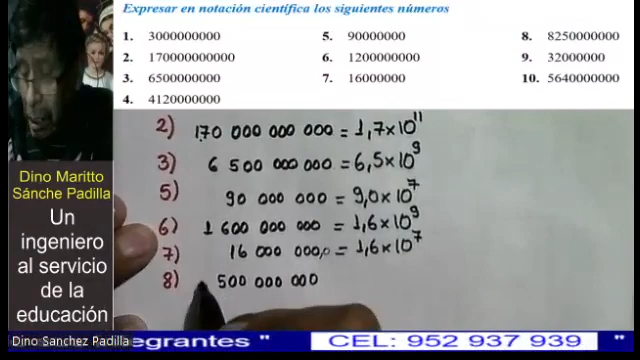 Expresar en notación científica los siguientes números
1. 3000000000 5. 90000000 8. 8250000000
2. 170000000000 6. 1200000000 9. 32000000
3. 6500000000 7. 16000000 10. 5640000000
4. 4120000000
2) 170 000 000 000 = 1,7×10¹¹
3) 6 500 000 000 = 6,5×10⁹
5) 90 000 000 = 9,0×10⁷
6) 1 600 000 000 = 1,6×10⁹
7) 16 000 000,0 = 1,6×10⁷
8) 500 000 000
Dino Maritto
Sánche Padilla
Un
ingeniero
al servicio
de la
educación
Dino Sanchez Padilla
egrantes " CEL: 952 937 939 "